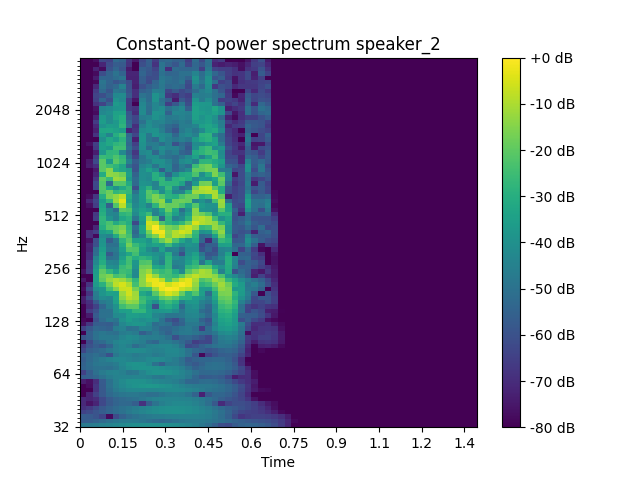 Constant-Q power spectrum speaker_2
+0 dB
-10 dB
-20 dB
-30 dB
-40 dB
-50 dB
-60 dB
-70 dB
-80 dB
Hz
2048
1024
512
256
128
64
32
0 0.15 0.3 0.45 0.6 0.75 0.9 1.1 1.2 1.4
Time